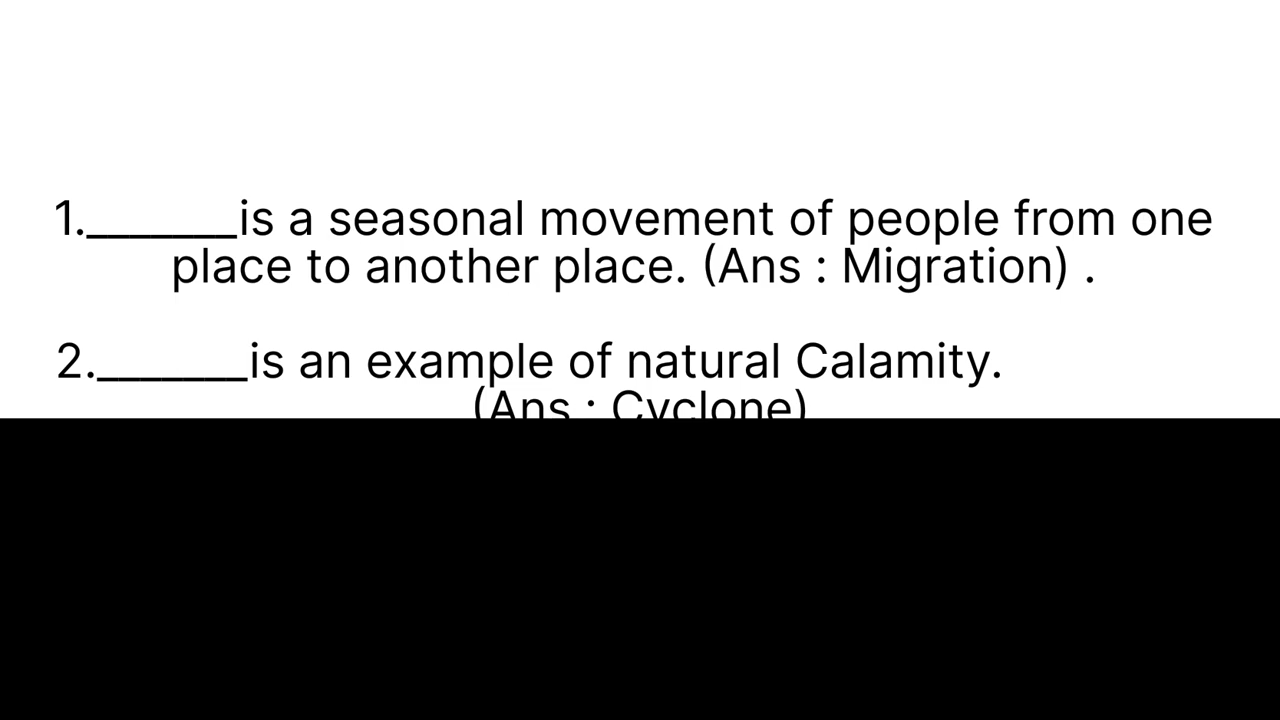 1._______is a seasonal movement of people from one
place to another place. (Ans : Migration) .
2._______is an example of natural Calamity.
(Ans : Cyclone)